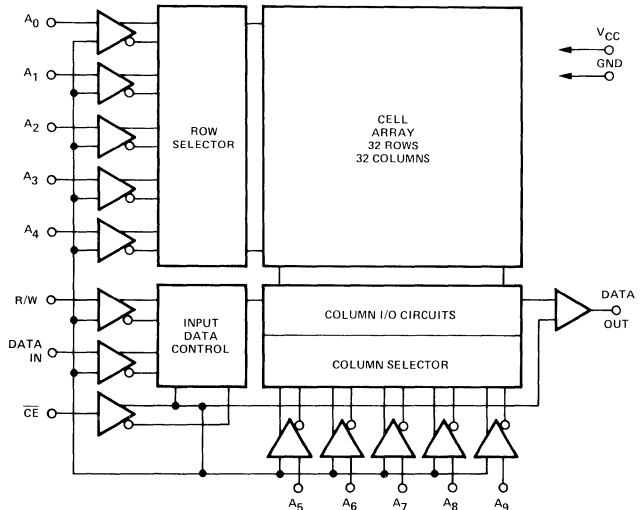 A0
A1
A2
A3
A4
R/W
DATA
IN
CE
ROW
SELECTOR
INPUT
DATA
CONTROL
CELL
ARRAY
32 ROWS
32 COLUMNS
COLUMN I/O CIRCUITS
COLUMN SELECTOR
VCC
GND
DATA
OUT
A5
A6
A7
A8
A9